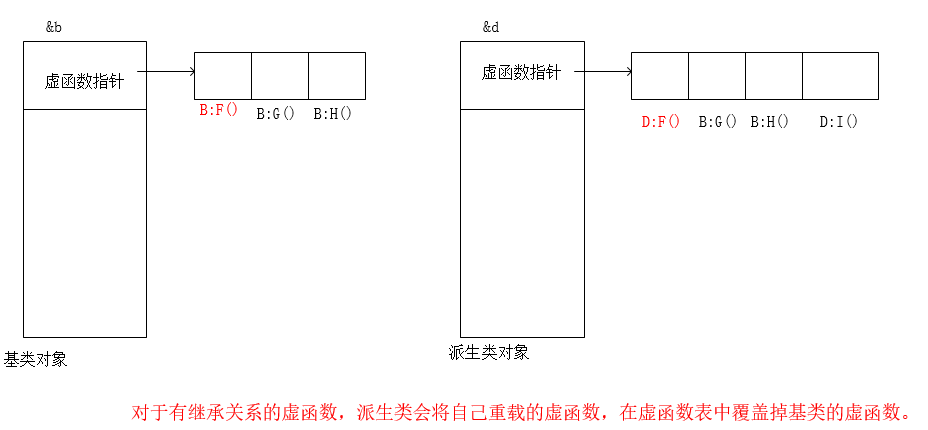 &b
虚函数指针
B:F()
B:G()
B:H()
基类对象
&d
虚函数指针
D:F()
B:G()
B:H()
D:I()
派生类对象
对于有继承关系的虚函数，派生类会将自己重载的虚函数，在虚函数表中覆盖掉基类的虚函数。